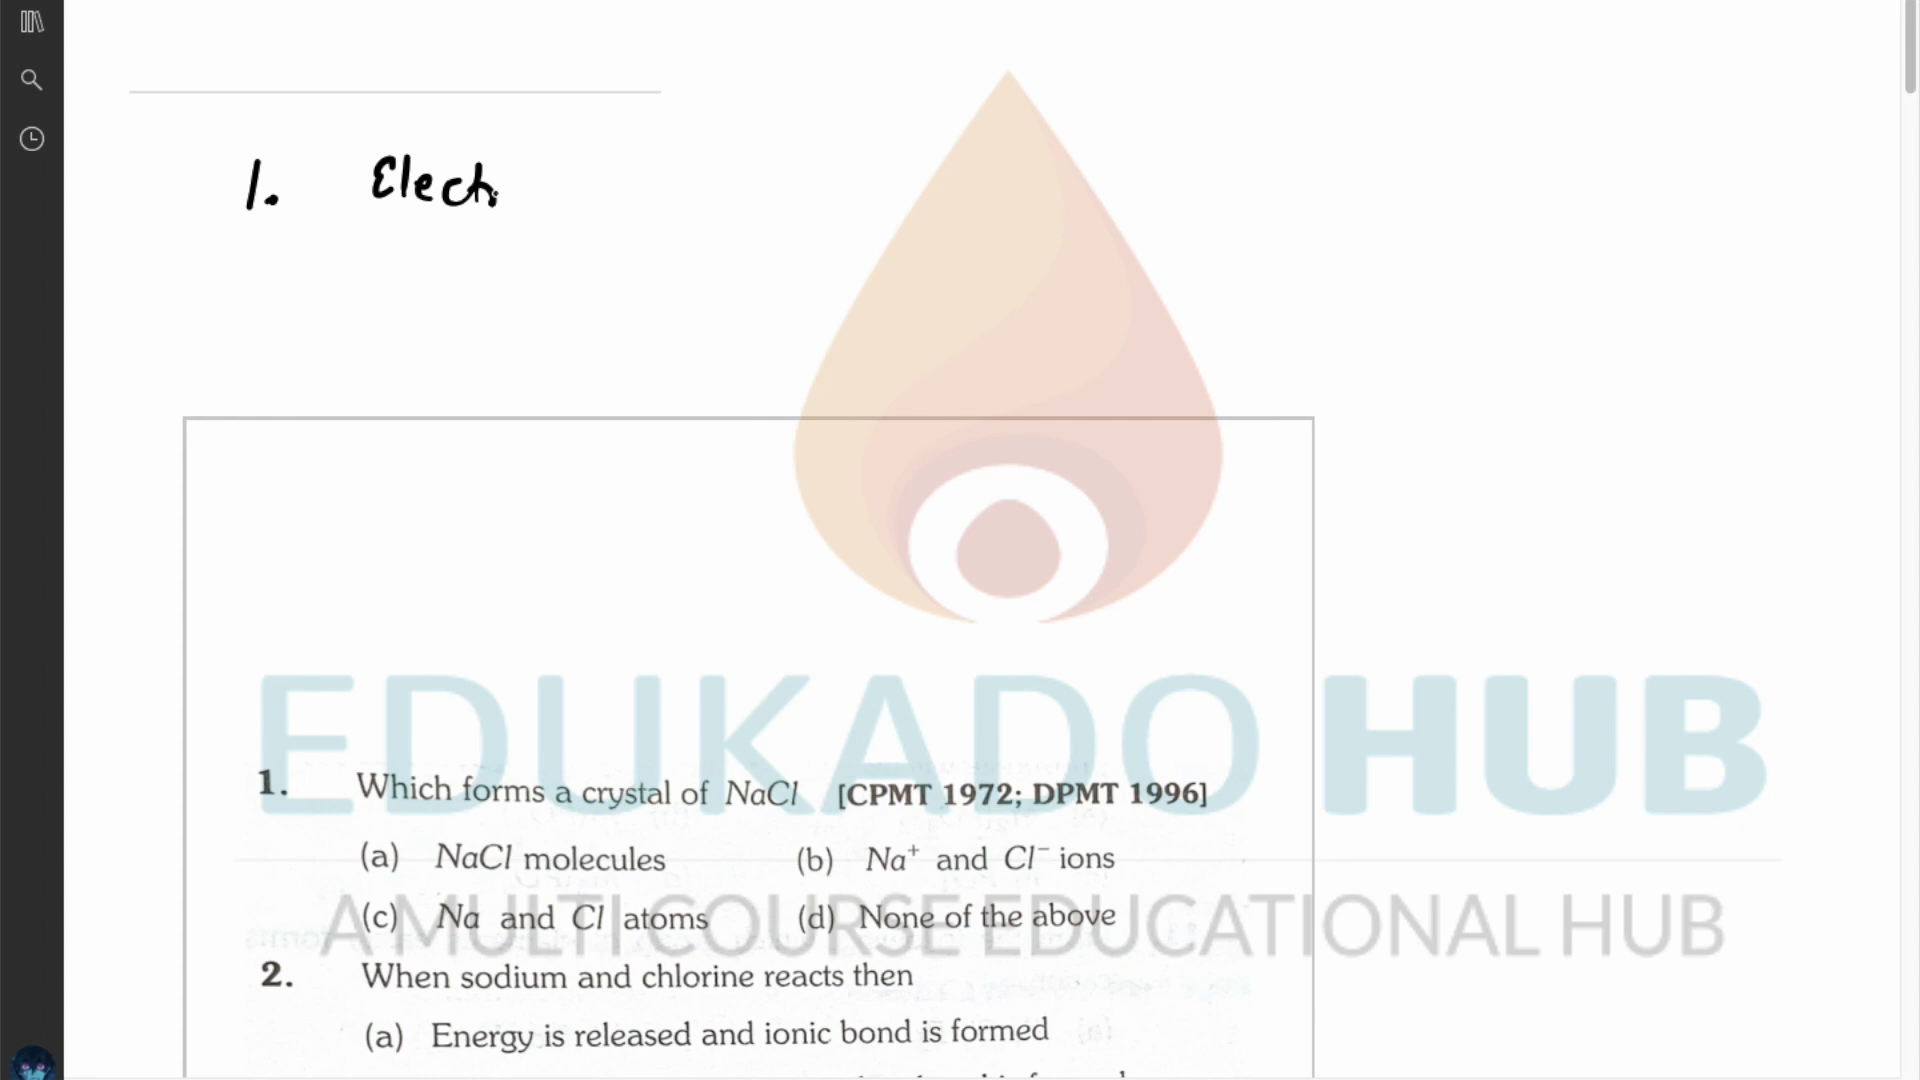 1. Elect
EDUKADO HUB
1. Which forms a crystal of NaCl [CPMT 1972; DPMT 1996]
(a) NaCl molecules (b) Na⁺ and Cl⁻ ions
A MULTI COURSE EDUCATIONAL HUB
(c) Na and Cl atoms (d) None of the above
2. When sodium and chlorine reacts then
(a) Energy is released and ionic bond is formed